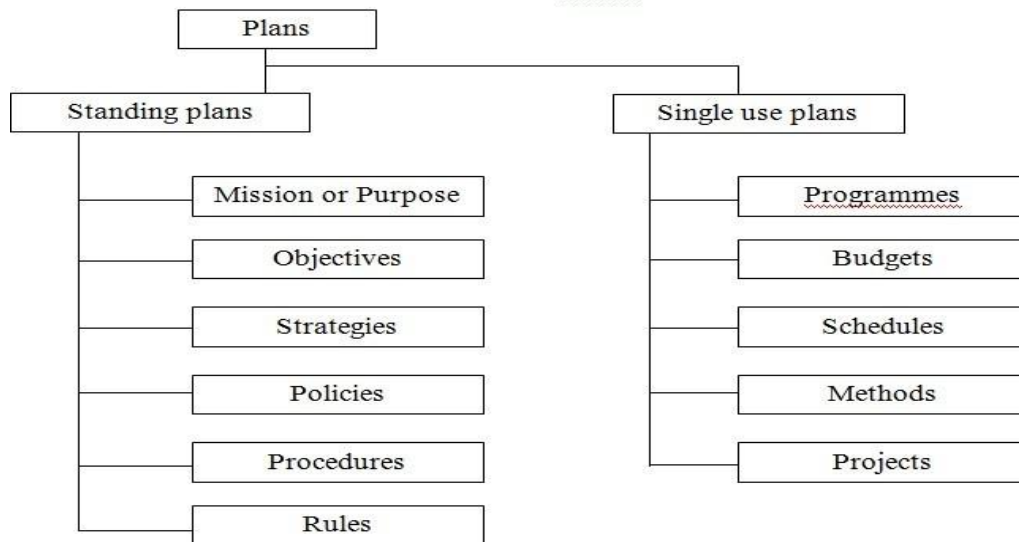 Plans
Standing plans
Mission or Purpose
Objectives
Strategies
Policies
Procedures
Rules
Single use plans
Programmes
Budgets
Schedules
Methods
Projects